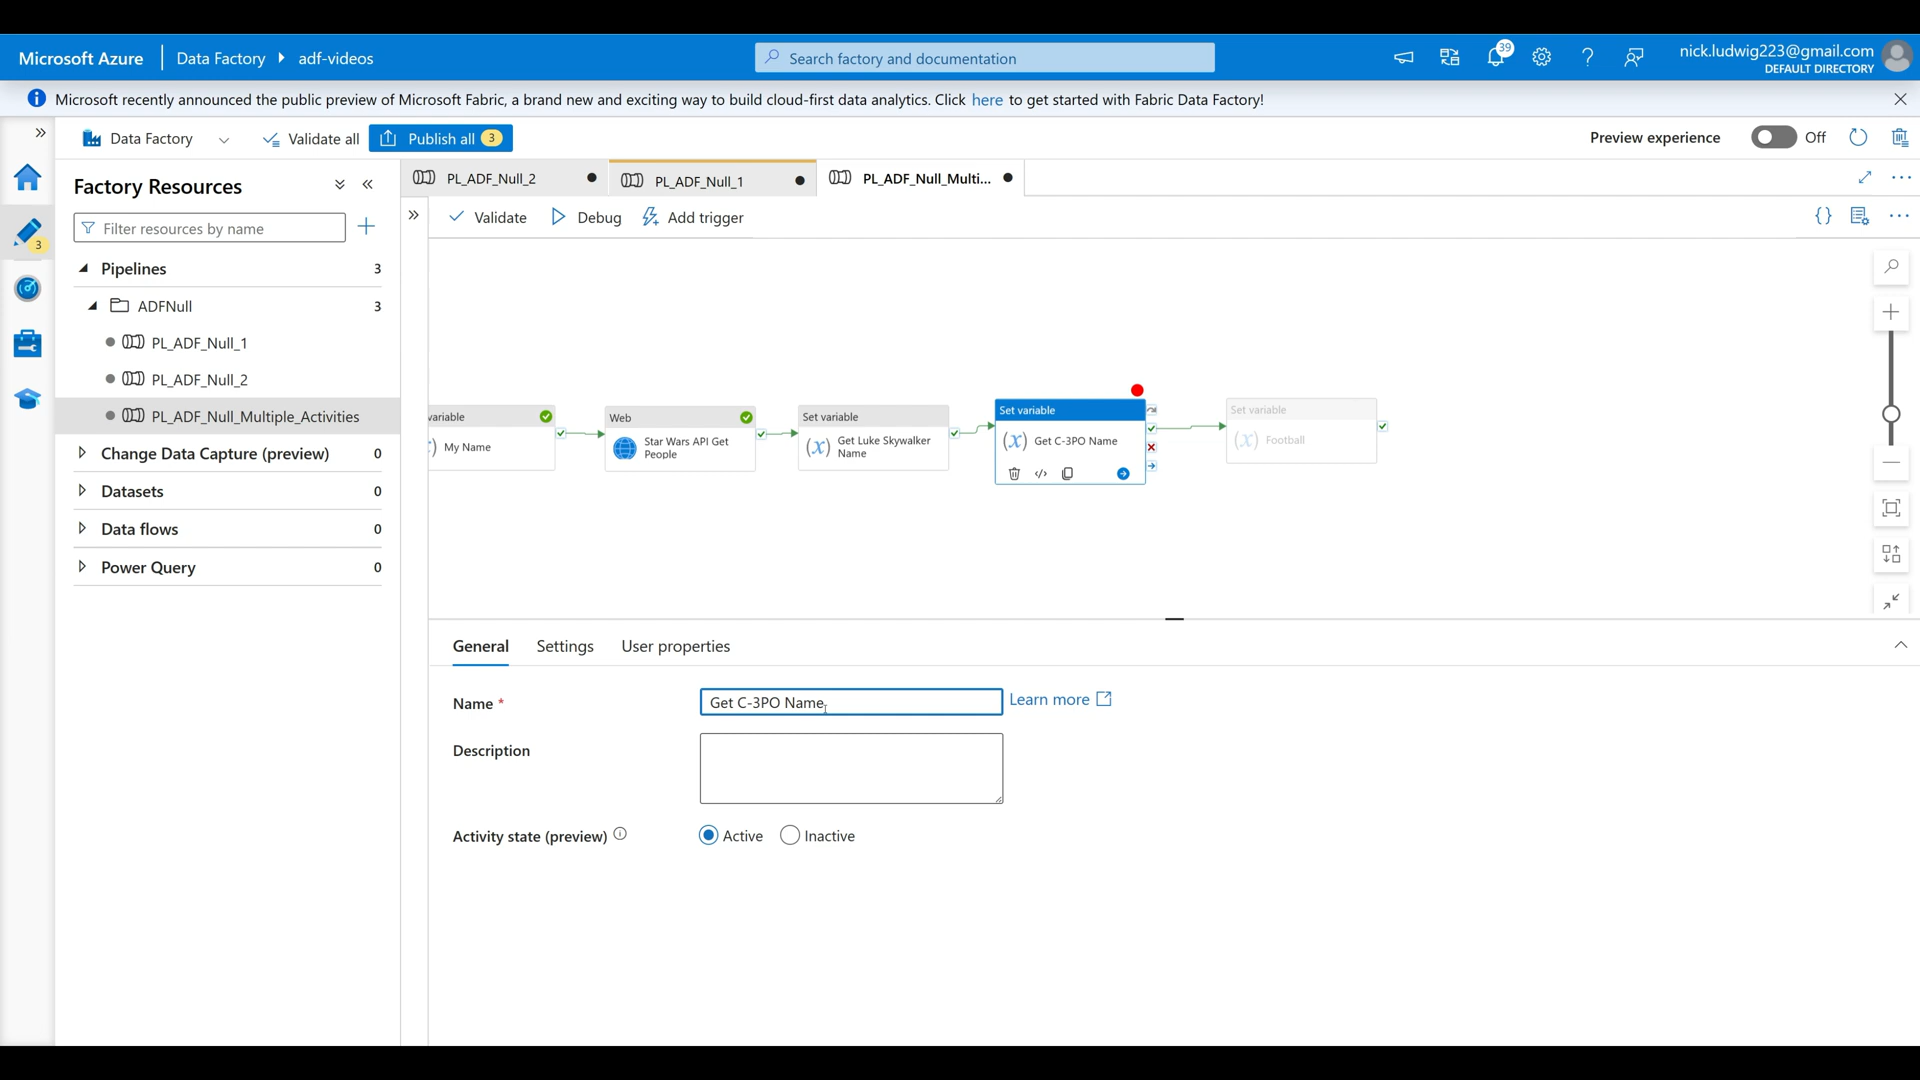 Microsoft Azure
Data Factory
adf-videos
Search factory and documentation
39
nick.ludwig223@gmail.com
DEFAULT DIRECTORY
Microsoft recently announced the public preview of Microsoft Fabric, a brand new and exciting way to build cloud-first data analytics. Click here to get started with Fabric Data Factory!
Data Factory
Validate all
Publish all 3
Preview experience
Off
3
Factory Resources
Filter resources by name
Pipelines 3
ADFNull 3
PL_ADF_Null_1
PL_ADF_Null_2
PL_ADF_Null_Multiple_Activities
Change Data Capture (preview) 0
Datasets 0
Data flows 0
Power Query 0
PL_ADF_Null_2
PL_ADF_Null_1
PL_ADF_Null_Multi...
Validate
Debug
Add trigger
variable
My Name
Web
Star Wars API Get
People
Set variable
(x) Get Luke Skywalker
Name
Set variable
(x) Get C-3PO Name
Set variable
(x) Football
General
Settings
User properties
Name *
Get C-3PO Name
Learn more
Description
Activity state (preview)
Active
Inactive